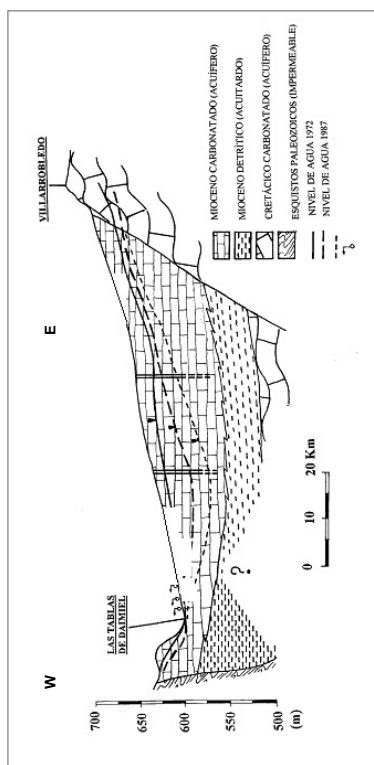 W
E
LAS TABLAS
DE DAIMIEL
VILLARROBLEDO
700
650
600
550
500
(m)
?
0 10 20 Km
MIOCENO CARBONATADO (ACUÍFERO)
MIOCENO DETRÍTICO (ACUITARDO)
CRETÁCICO CARBONATADO (ACUÍFERO)
ESQUISTOS PALEOZOICOS (IMPERMEABLE)
NIVEL DE AGUA 1972
NIVEL DE AGUA 1987